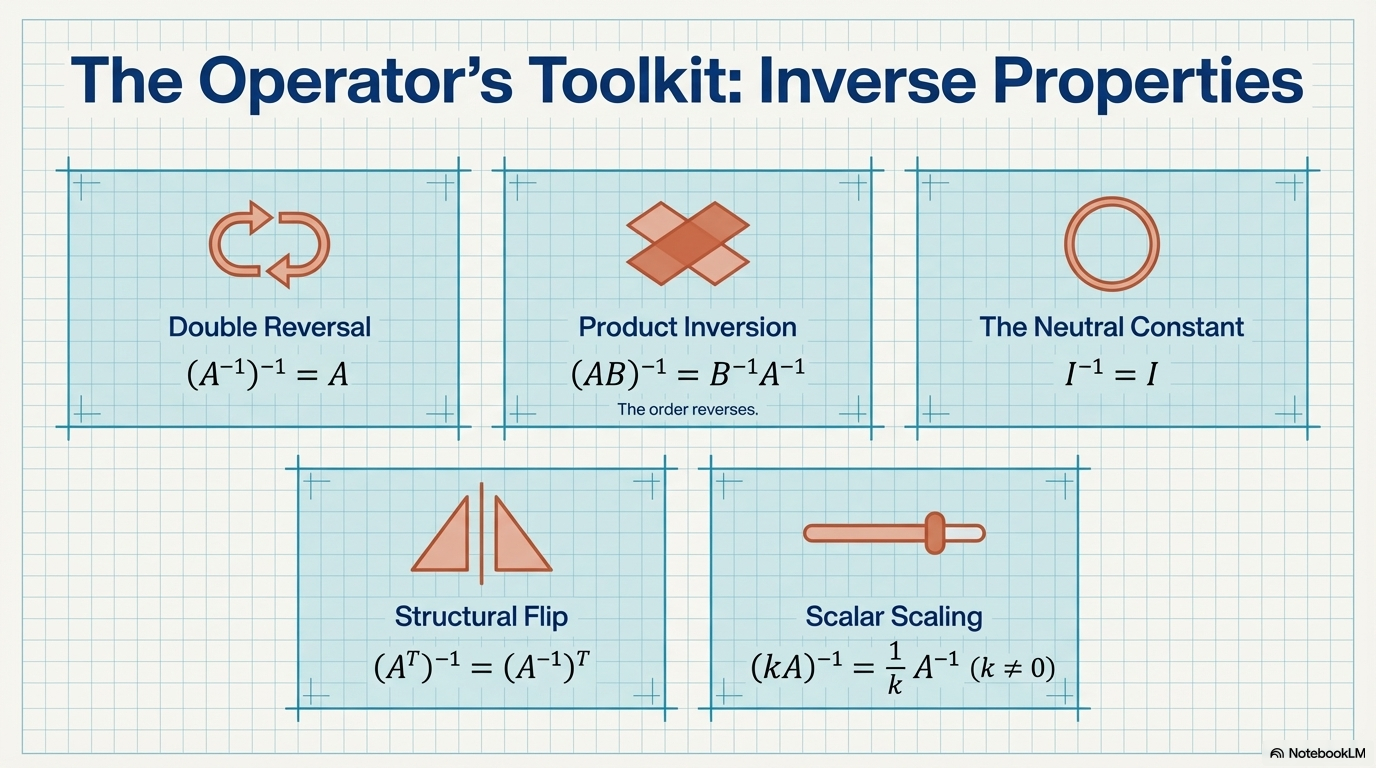 The Operator’s Toolkit: Inverse Properties
Double Reversal
(A⁻¹)⁻¹ = A
Product Inversion
(AB)⁻¹ = B⁻¹A⁻¹
The order reverses.
The Neutral Constant
I⁻¹ = I
Structural Flip
(Aᵀ)⁻¹ = (A⁻¹)ᵀ
Scalar Scaling
(kA)⁻¹ = 1/k A⁻¹ (k ≠ 0)
NotebookLM